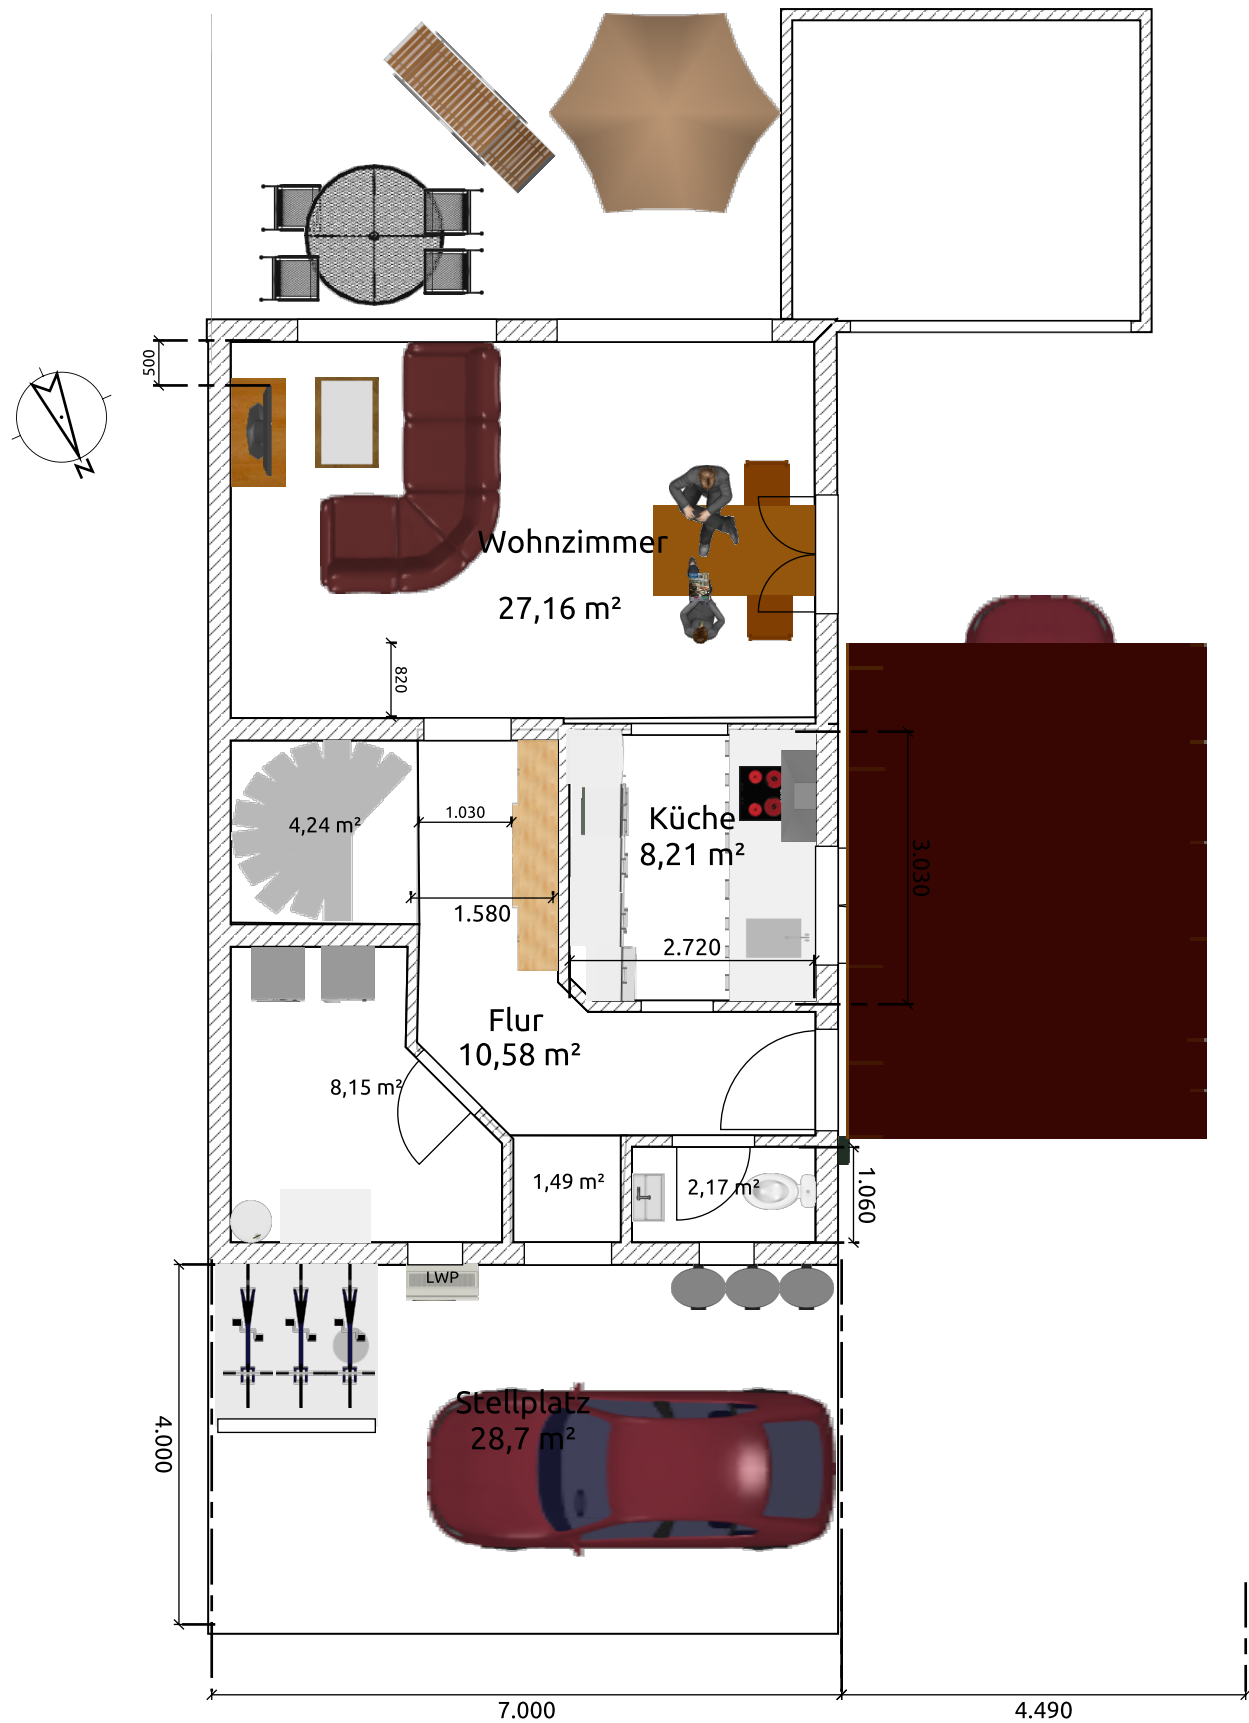 500
N
Wohnzimmer
27,16 m²
820
4,24 m²
1.030
Küche
8,21 m²
3.030
1.580
2.720
Flur
10,58 m²
8,15 m²
1,49 m²
2,17 m²
1.060
LWP
Stellplatz
28,7 m²
4.000
7.000
4.490